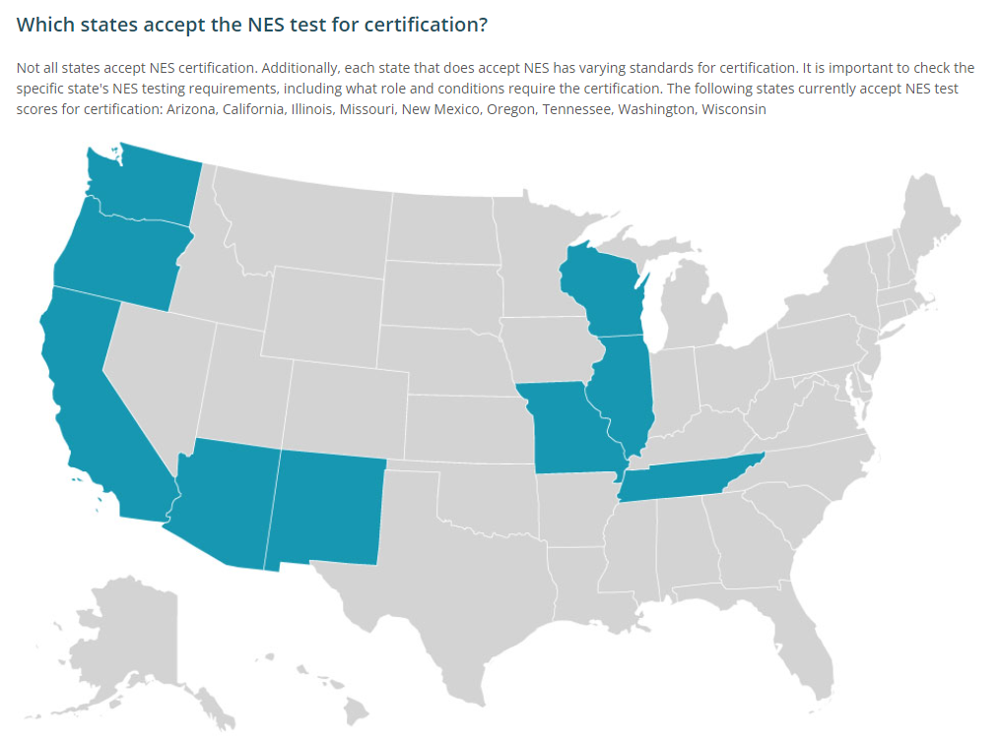 Which states accept the NES test for certification?
Not all states accept NES certification. Additionally, each state that does accept NES has varying standards for certification. It is important to check the
specific state's NES testing requirements, including what role and conditions require the certification. The following states currently accept NES test
scores for certification: Arizona, California, Illinois, Missouri, New Mexico, Oregon, Tennessee, Washington, Wisconsin